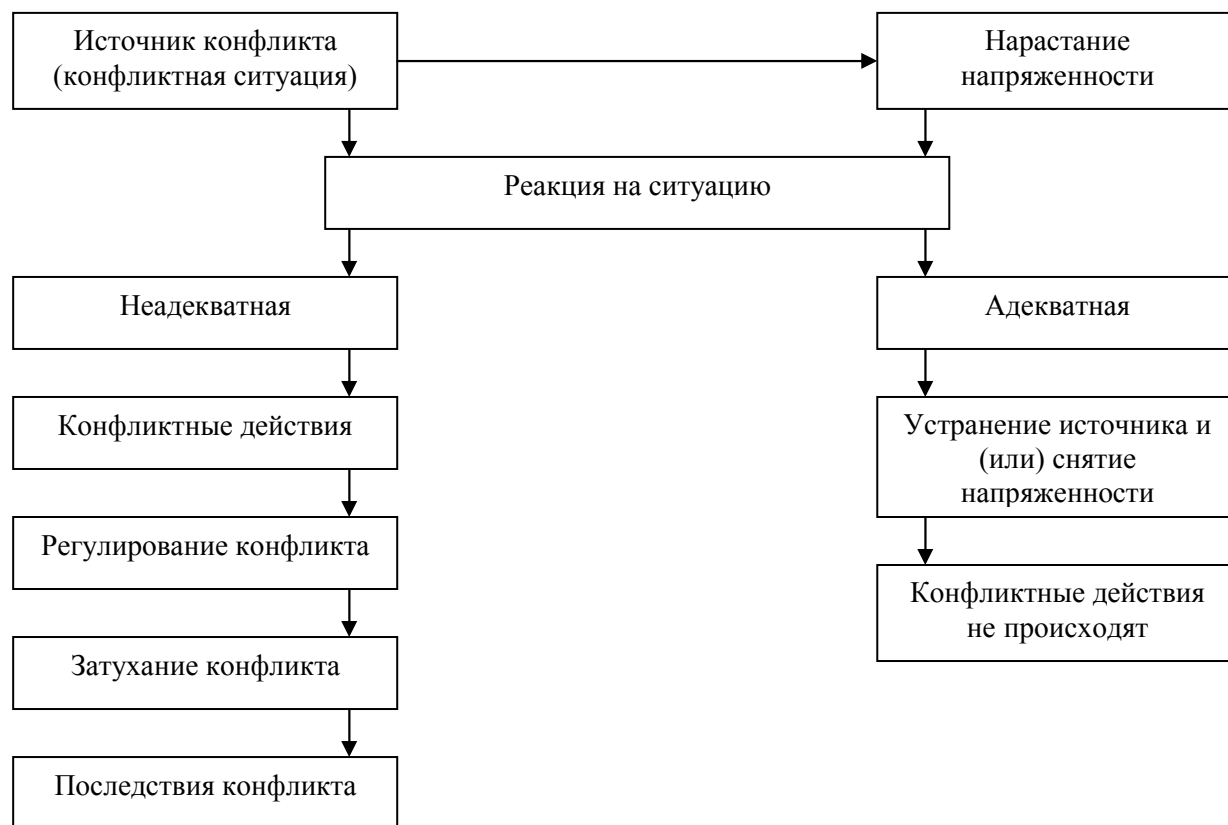 Источник конфликта
(конфликтная ситуация)
Нарастание
напряженности
Реакция на ситуацию
Неадекватная
Адекватная
Конфликтные действия
Устранение источника и
(или) снятие
напряженности
Регулирование конфликта
Конфликтные действия
не происходят
Затухание конфликта
Последствия конфликта